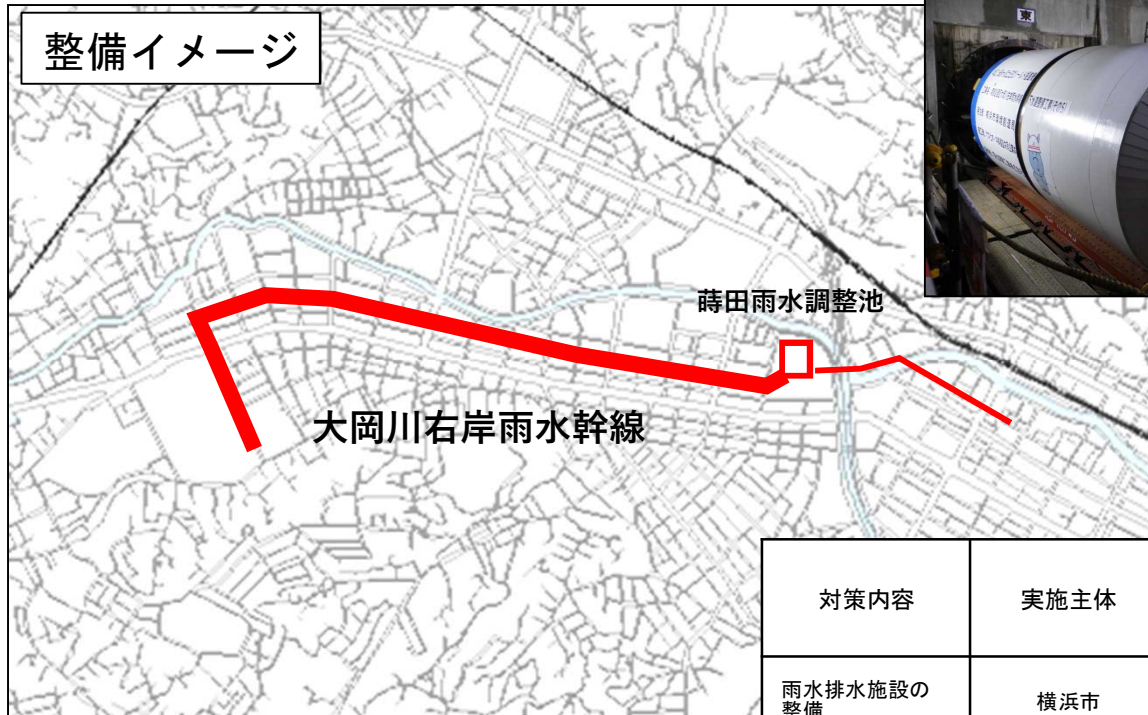 整備イメージ
東
蒔田雨水調整池
大岡川右岸雨水幹線
対策内容
実施主体
雨水排水施設の
整備
横浜市